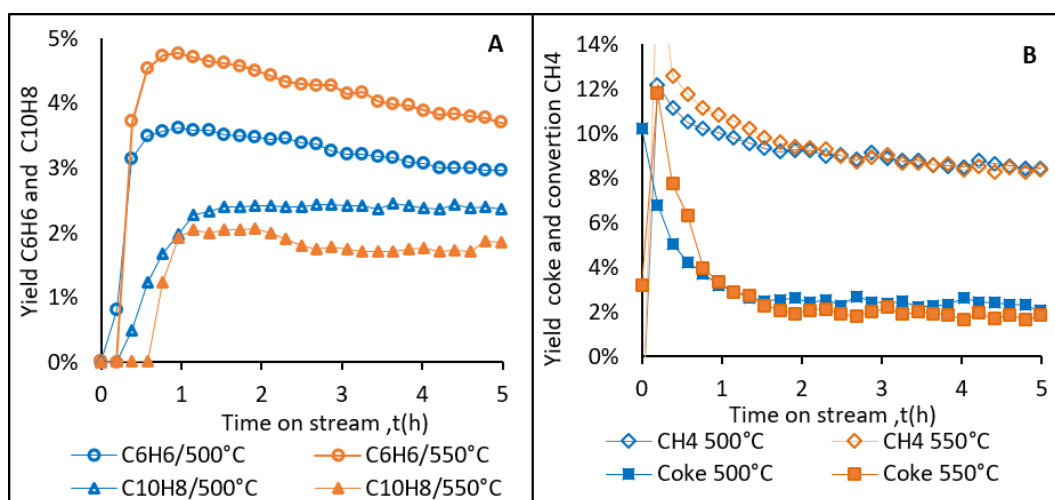 A
Yield C6H6 and C10H8
5%
4%
3%
2%
1%
0%
0 1 2 3 4 5
Time on stream ,t(h)
C6H6/500°C C6H6/550°C
C10H8/500°C C10H8/550°C
B
Yield coke and convertion CH4
14%
12%
10%
8%
6%
4%
2%
0%
0 1 2 3 4 5
Time on stream ,t(h)
CH4 500°C CH4 550°C
Coke 500°C Coke 550°C